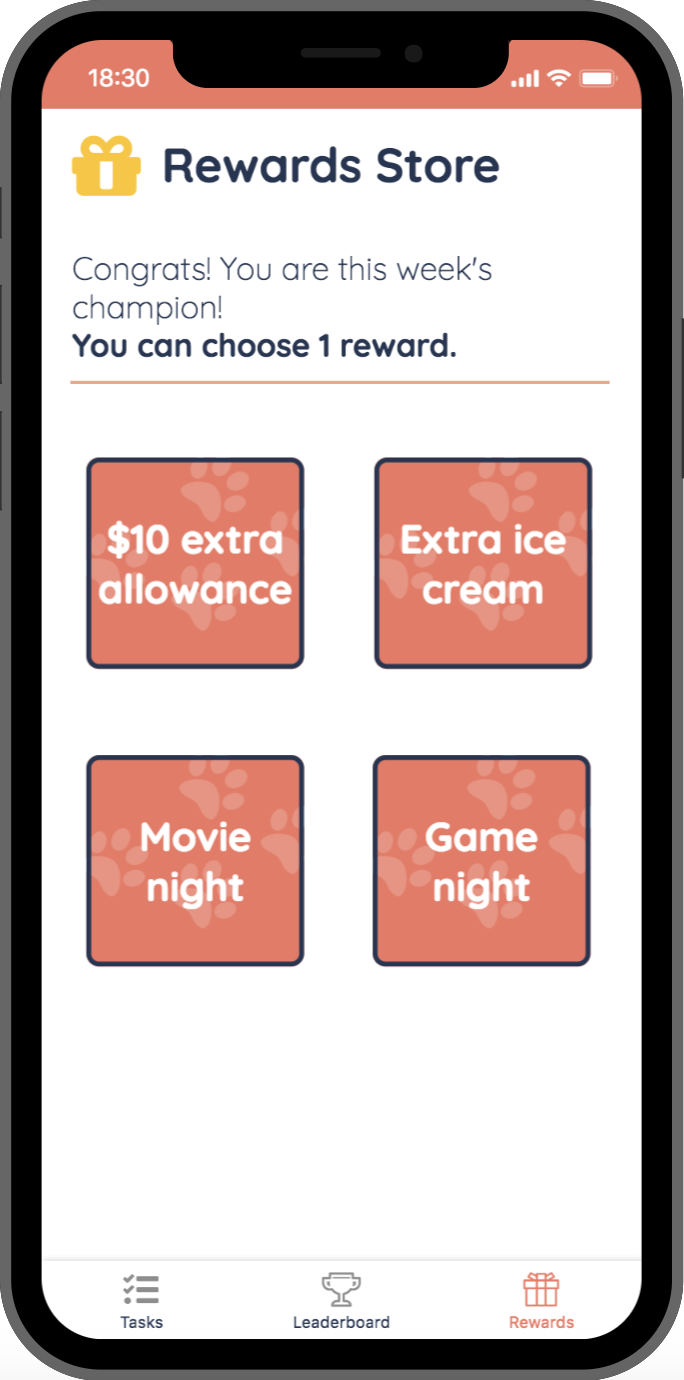 18:30
Rewards Store
Congrats! You are this week's
champion!
You can choose 1 reward.
$10 extra
allowance
Extra ice
cream
Movie
night
Game
night
Tasks
Leaderboard
Rewards